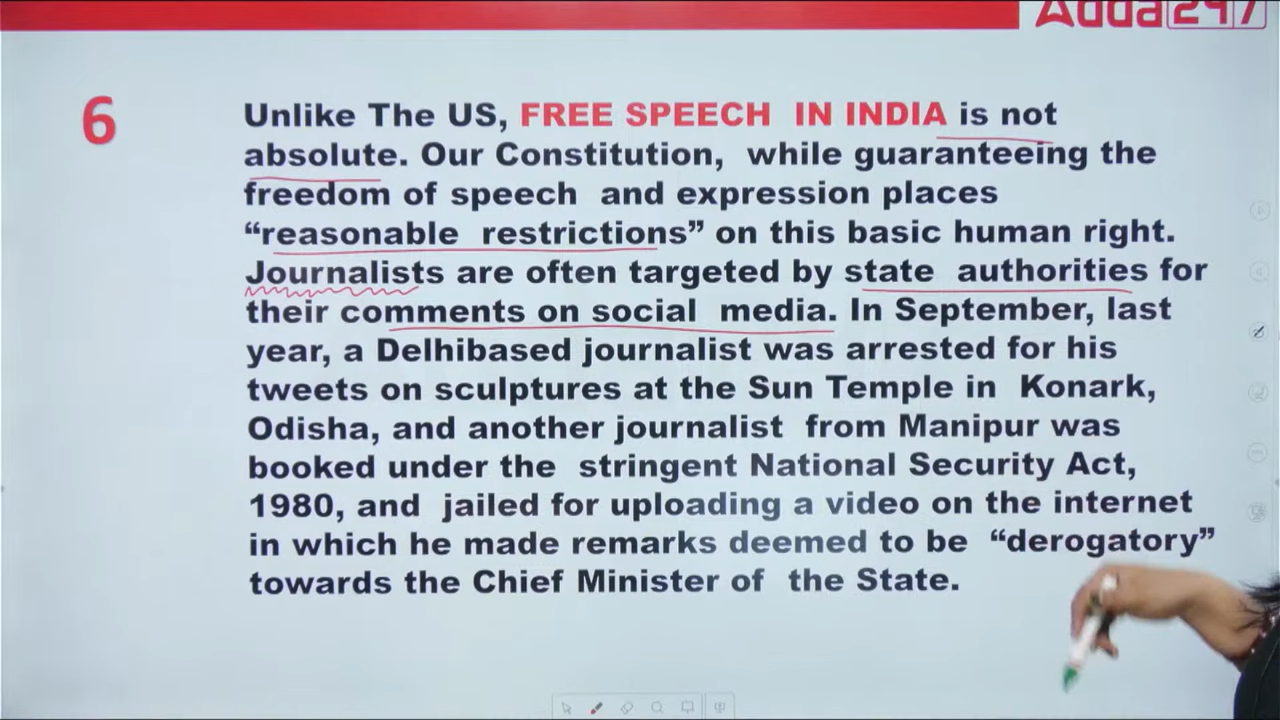 Adda247
6
Unlike The US, FREE SPEECH IN INDIA is not
absolute. Our Constitution, while guaranteeing the
freedom of speech and expression places
“reasonable restrictions” on this basic human right.
Journalists are often targeted by state authorities for
their comments on social media. In September, last
year, a Delhibased journalist was arrested for his
tweets on sculptures at the Sun Temple in Konark,
Odisha, and another journalist from Manipur was
booked under the stringent National Security Act,
1980, and jailed for uploading a video on the internet
in which he made remarks deemed to be “derogatory”
towards the Chief Minister of the State.